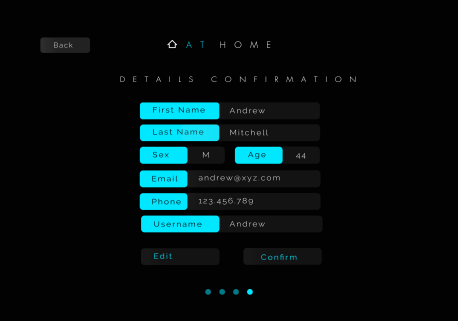 Back
AT HOME
DETAILS CONFIRMATION
First Name Andrew
Last Name Mitchell
Sex M Age 44
Email andrew@xyz.com
Phone 123.456.789
Username Andrew
Edit Confirm